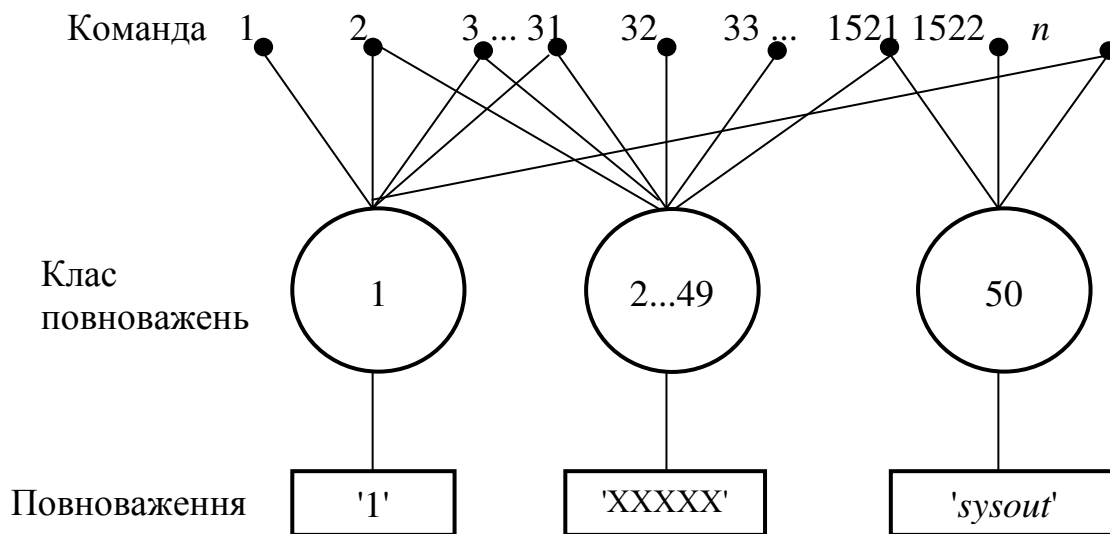 Команда 1 2 3 ... 31 32 33 ... 1521 1522 n
Клас
повноважень
1 2...49 50
Повноваження '1' 'XXXXX' 'sysout'